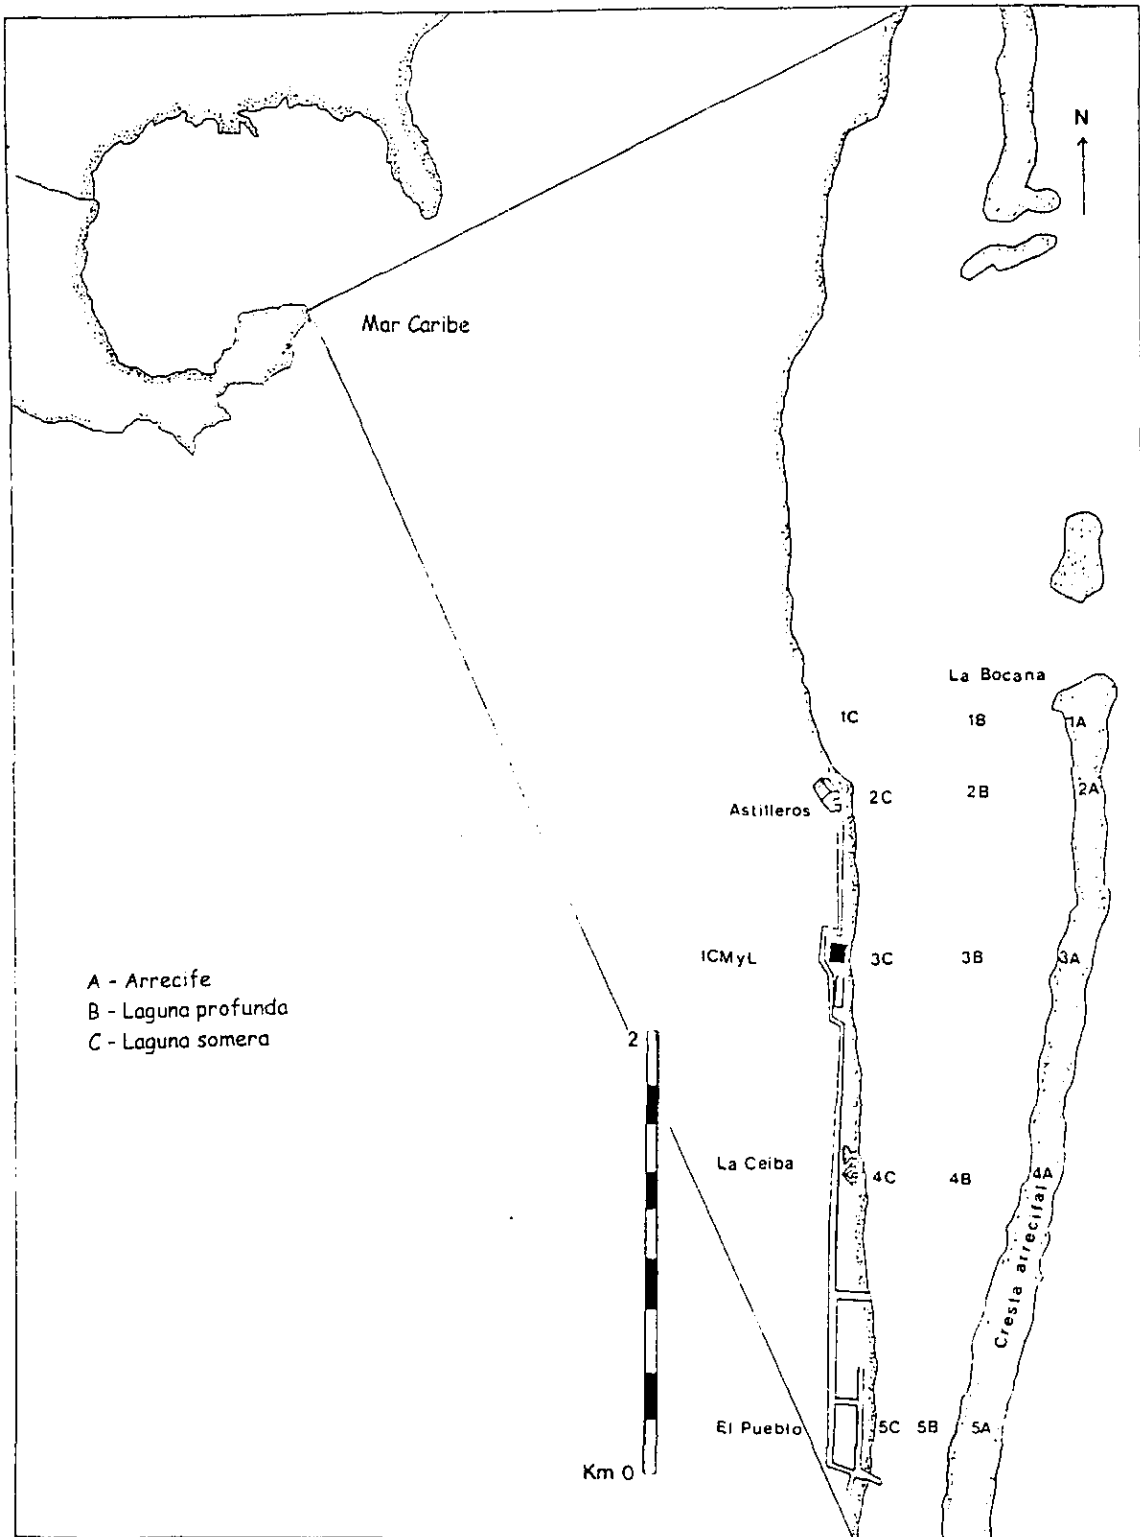 N
Mar Caribe
La Bocana
1C 1B 1A
2C 2B 2A
Astilleros
ICMyL 3C 3B 3A
A - Arrecife
B - Laguna profunda
C - Laguna somera
2
La Ceiba 4C 4B 4A
Cresta arrecifal
El Pueblo 5C 5B 5A
Km 0